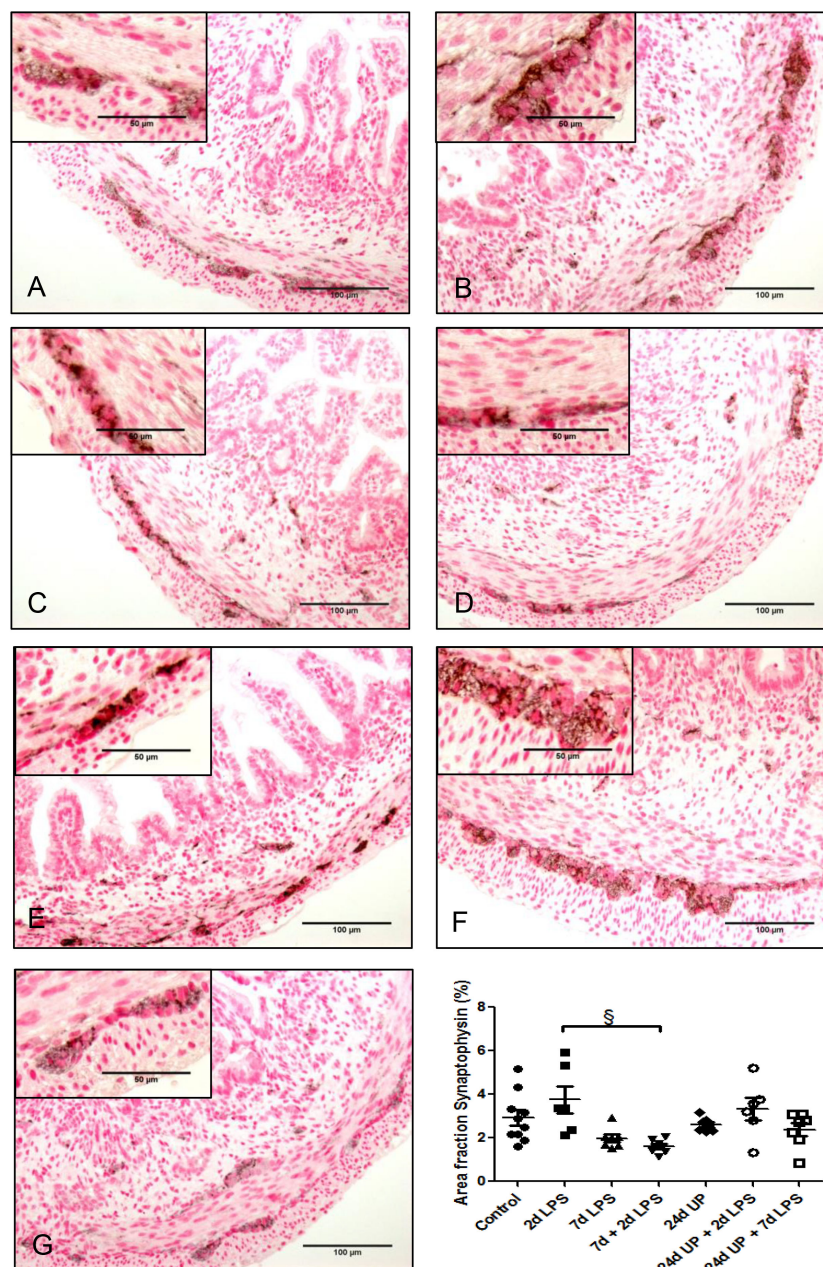 50 µm
A
100 µm
50 µm
B
100 µm
50 µm
C
100 µm
50 µm
D
100 µm
50 µm
E
100 µm
50 µm
F
100 µm
50 µm
G
100 µm
Area fraction Synaptophysin (%)
8
6
4
2
0
§
Control
2d LPS
7d LPS
7d + 2d LPS
24d UP
24d UP + 2d LPS
24d UP + 7d LPS